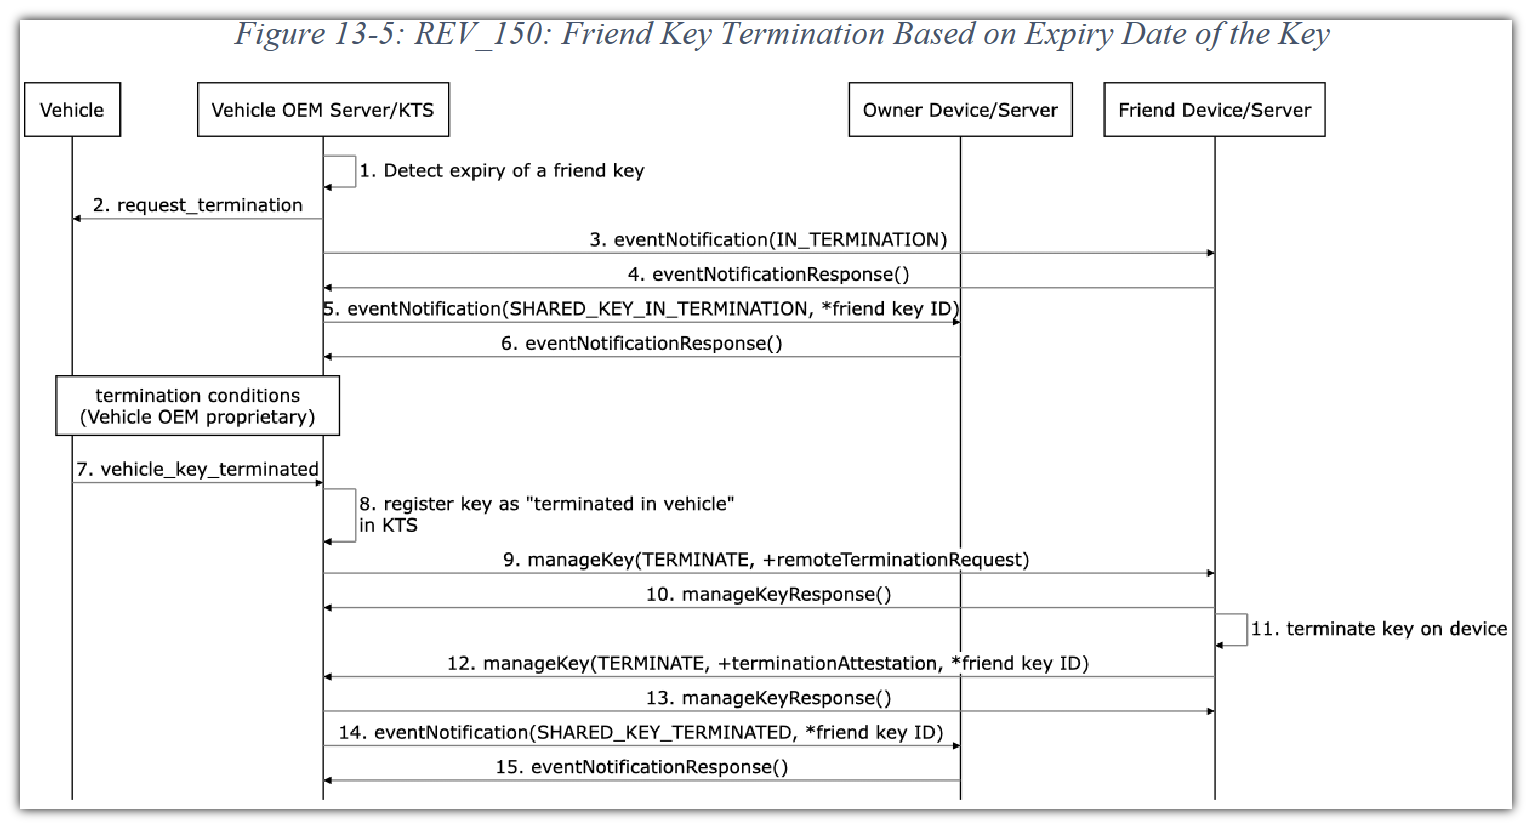 Figure 13-5: REV_150: Friend Key Termination Based on Expiry Date of the Key
Vehicle
Vehicle OEM Server/KTS
Owner Device/Server
Friend Device/Server
1. Detect expiry of a friend key
2. request_termination
3. eventNotification(IN_TERMINATION)
4. eventNotificationResponse()
5. eventNotification(SHARED_KEY_IN_TERMINATION, *friend key ID)
6. eventNotificationResponse()
termination conditions
(Vehicle OEM proprietary)
7. vehicle_key_terminated
8. register key as "terminated in vehicle"
in KTS
9. manageKey(TERMINATE, +remoteTerminationRequest)
10. manageKeyResponse()
11. terminate key on device
12. manageKey(TERMINATE, +terminationAttestation, *friend key ID)
13. manageKeyResponse()
14. eventNotification(SHARED_KEY_TERMINATED, *friend key ID)
15. eventNotificationResponse()